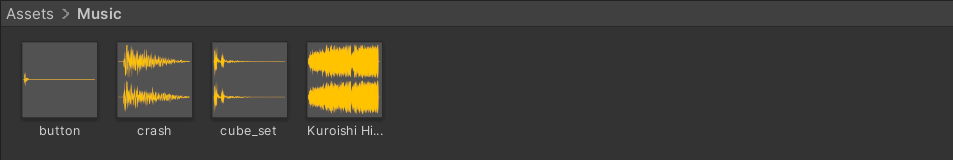 Assets > Music
button
crash
cube_set
Kuroishi Hi...